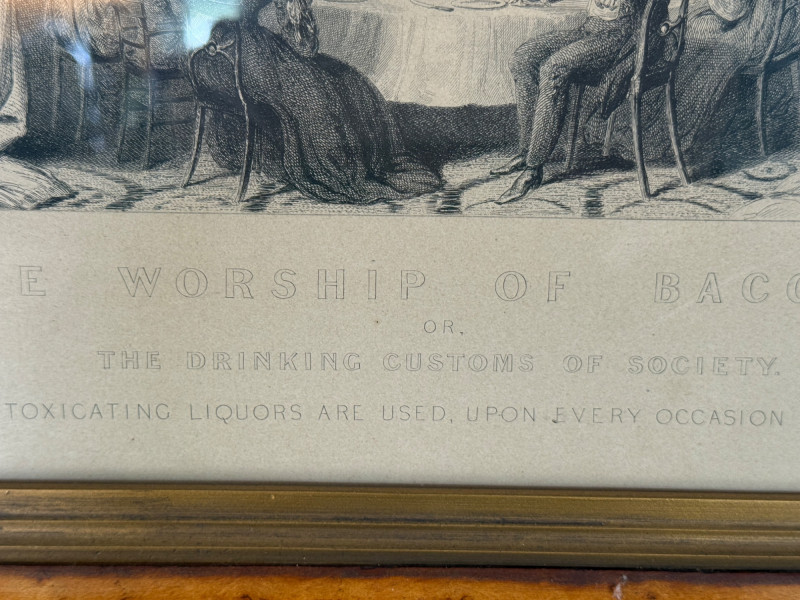 E WORSHIP OF BACC
OR,
THE DRINKING CUSTOMS OF SOCIETY.
TOXICATING LIQUORS ARE USED, UPON EVERY OCCASION